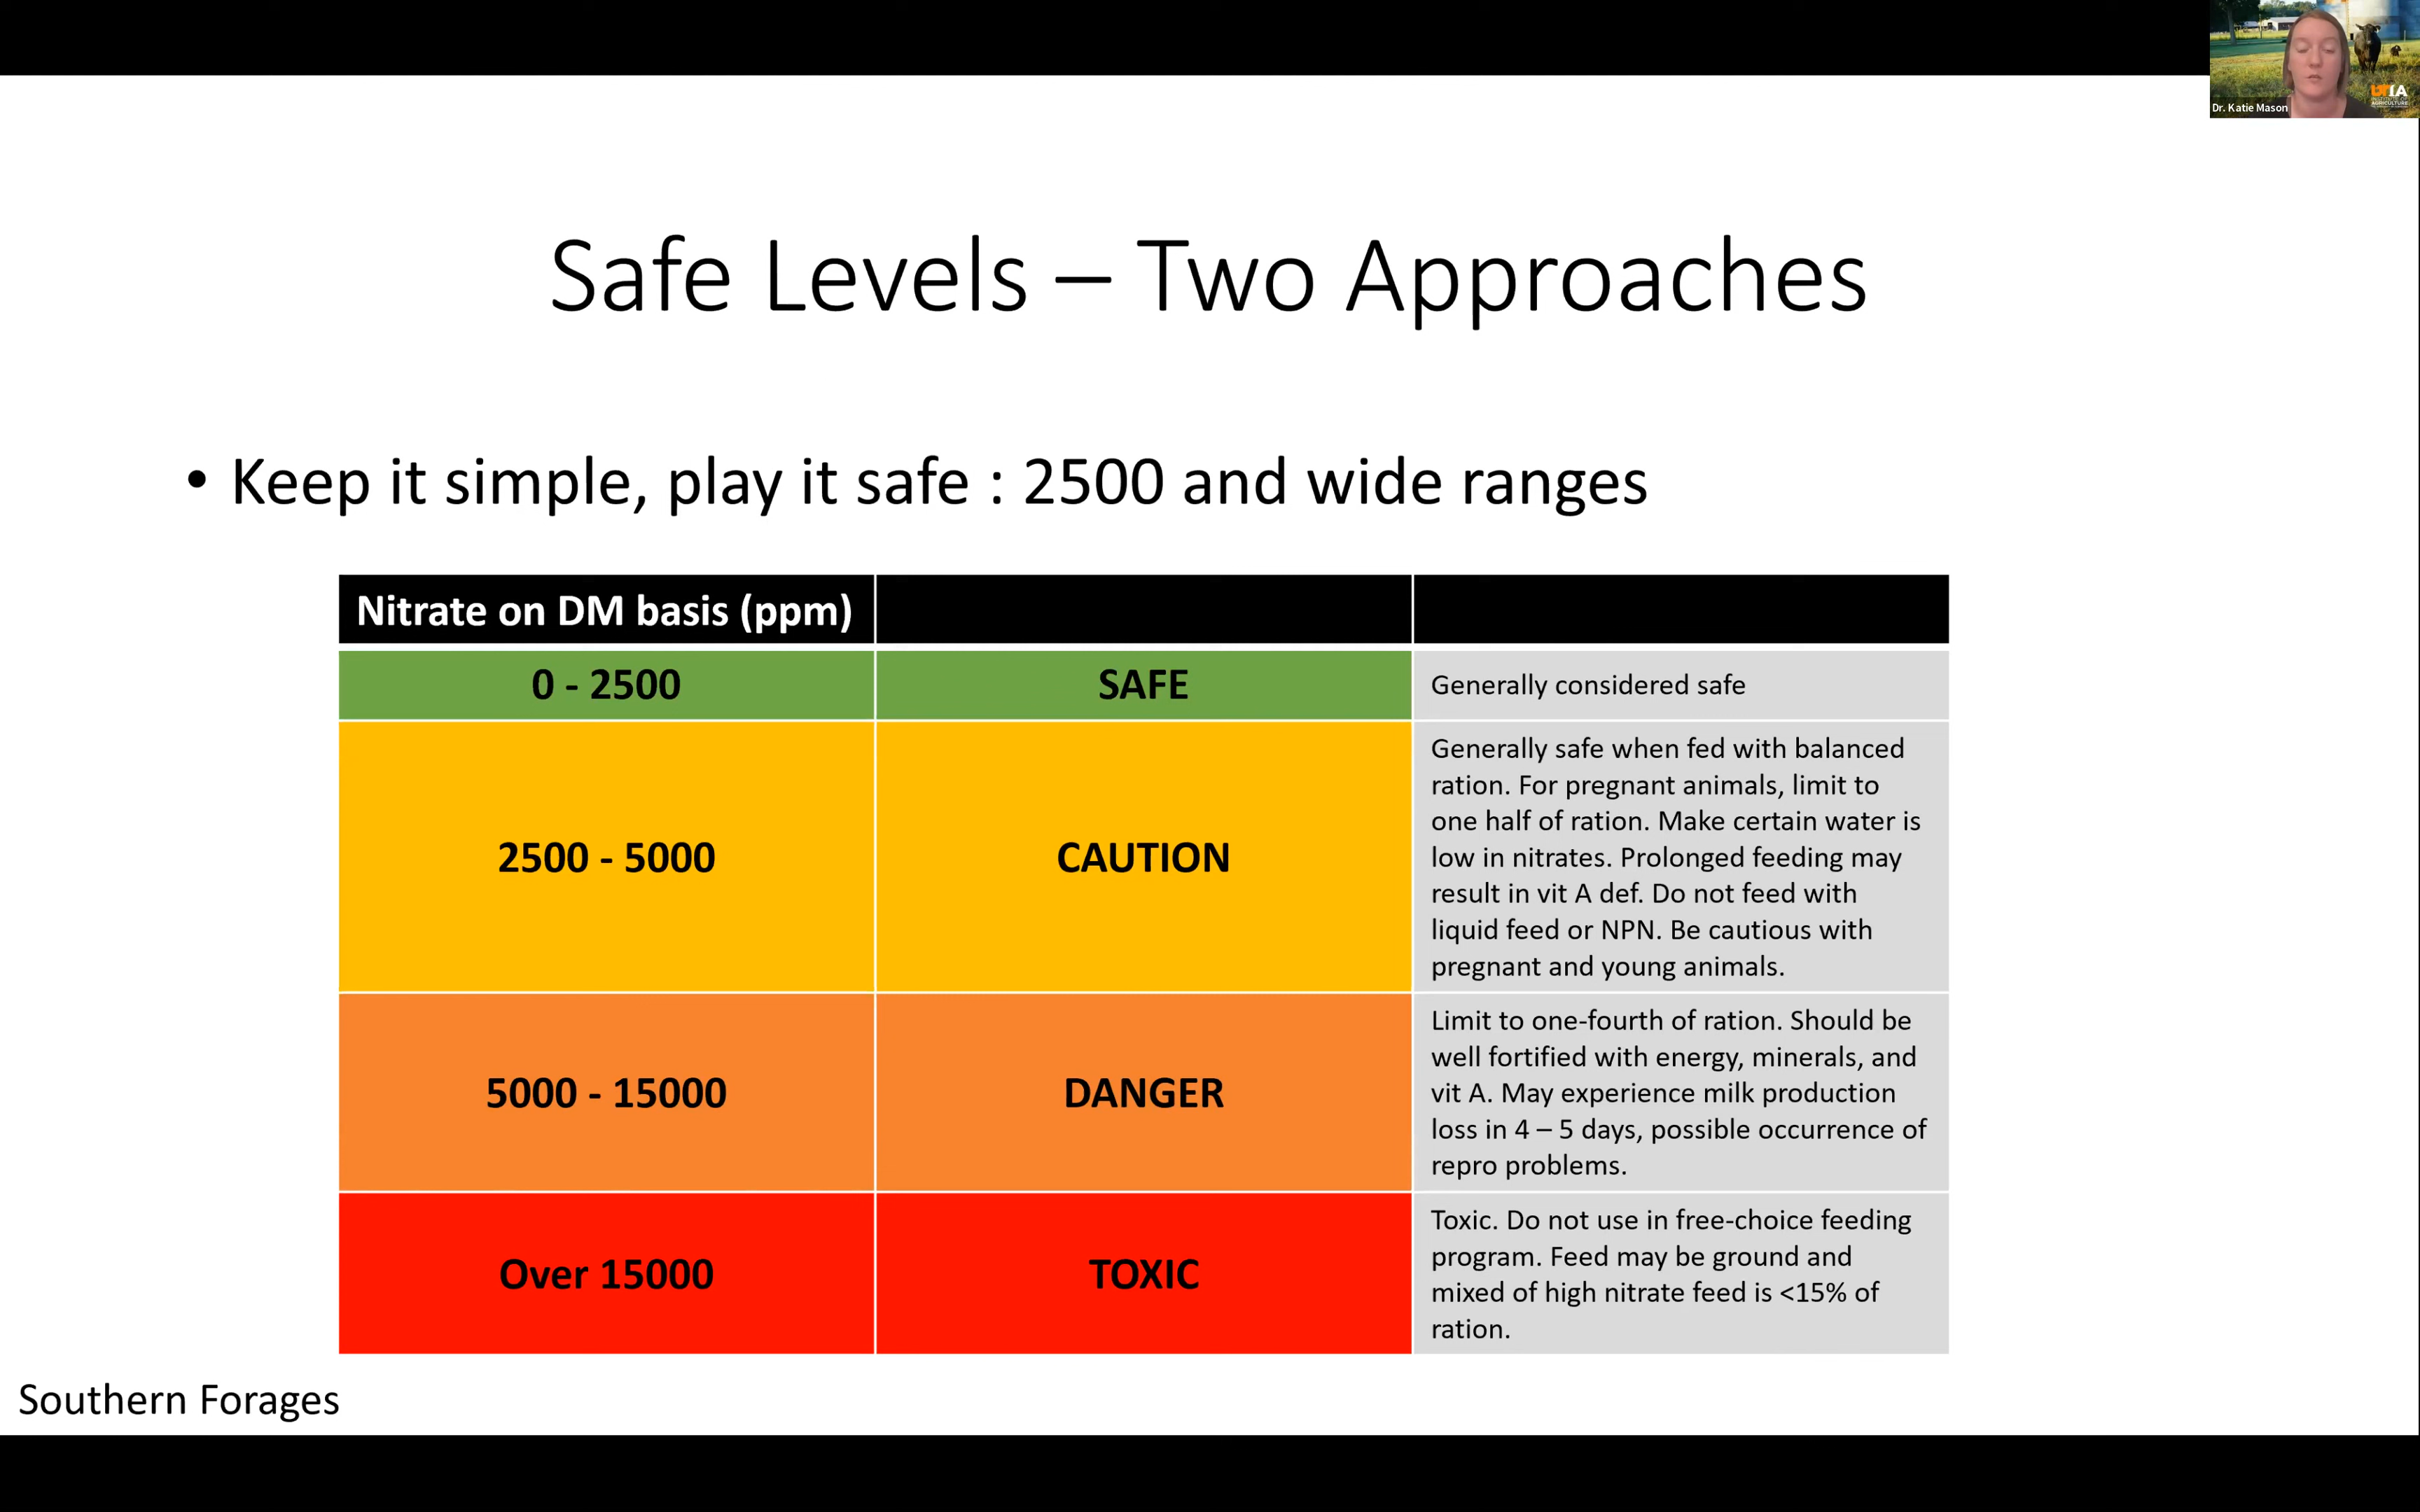 Dr. Katie Mason
UTIA
INSTITUTE OF
AGRICULTURE
Safe Levels – Two Approaches
• Keep it simple, play it safe : 2500 and wide ranges
Nitrate on DM basis (ppm)
0 - 2500
SAFE
Generally considered safe
2500 - 5000
CAUTION
Generally safe when fed with balanced
ration. For pregnant animals, limit to
one half of ration. Make certain water is
low in nitrates. Prolonged feeding may
result in vit A def. Do not feed with
liquid feed or NPN. Be cautious with
pregnant and young animals.
5000 - 15000
DANGER
Limit to one-fourth of ration. Should be
well fortified with energy, minerals, and
vit A. May experience milk production
loss in 4 – 5 days, possible occurrence of
repro problems.
Over 15000
TOXIC
Toxic. Do not use in free-choice feeding
program. Feed may be ground and
mixed of high nitrate feed is <15% of
ration.
Southern Forages